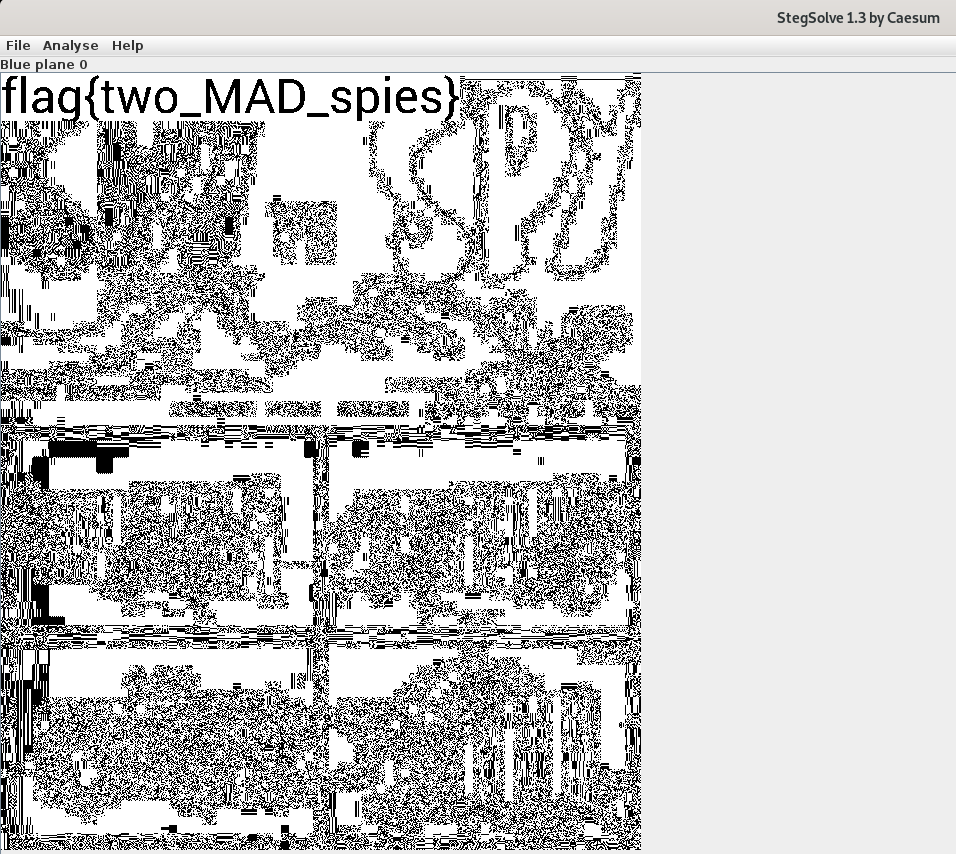 StegSolve 1.3 by Caesum
File Analyse Help
Blue plane 0
flag{two_MAD_spies}